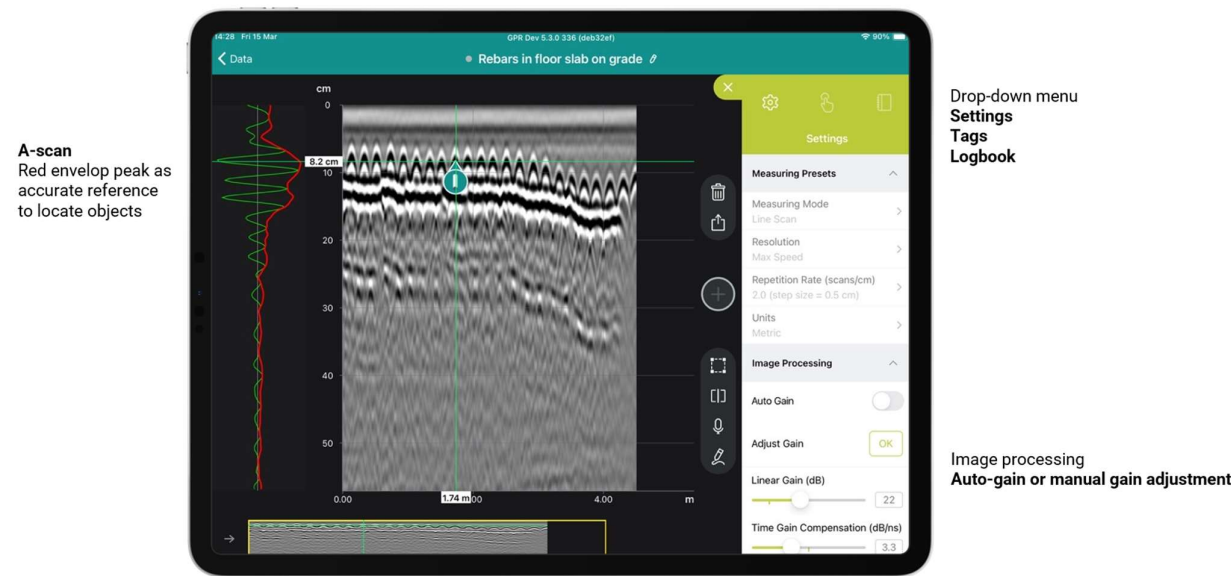 14:28 Fri 15 Mar
GPR Dev 5.3.0 336 (deb32ef)
90%
Data
Rebars in floor slab on grade
A-scan
Red envelop peak as
accurate reference
to locate objects
cm
0
8.2 cm
10
20
30
40
50
0.00
1.74 m
00
4.00
m
Settings
Measuring Presets
Measuring Mode
Line Scan
Resolution
Max Speed
Repetition Rate (scans/cm)
2.0 (step size = 0.5 cm)
Units
Metric
Image Processing
Auto Gain
Adjust Gain
OK
Linear Gain (dB)
22
Time Gain Compensation (dB/ns)
3.3
Drop-down menu
Settings
Tags
Logbook
Image processing
Auto-gain or manual gain adjustment